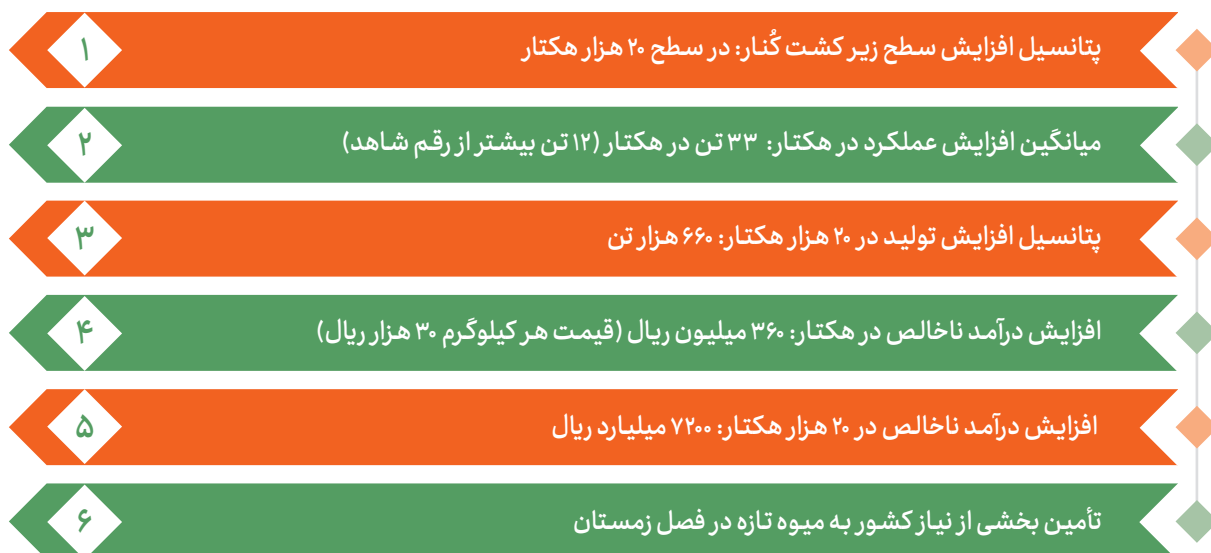 ۱
پتانسیل افزایش سطح زیر کشت کُنار: در سطح ۲۰ هزار هکتار
۲
میانگین افزایش عملکرد در هکتار: ۳۳ تن در هکتار (۱۲ تن بیشتر از رقم شاهد)
۳
پتانسیل افزایش تولید در ۲۰ هزار هکتار: ۶۶۰ هزار تن
۴
افزایش درآمد ناخالص در هکتار: ۳۶۰ میلیون ریال (قیمت هر کیلوگرم ۳۰ هزار ریال)
۵
افزایش درآمد ناخالص در ۲۰ هزار هکتار: ۷۲۰۰ میلیارد ریال
۶
تأمین بخشی از نیاز کشور به میوه تازه در فصل زمستان